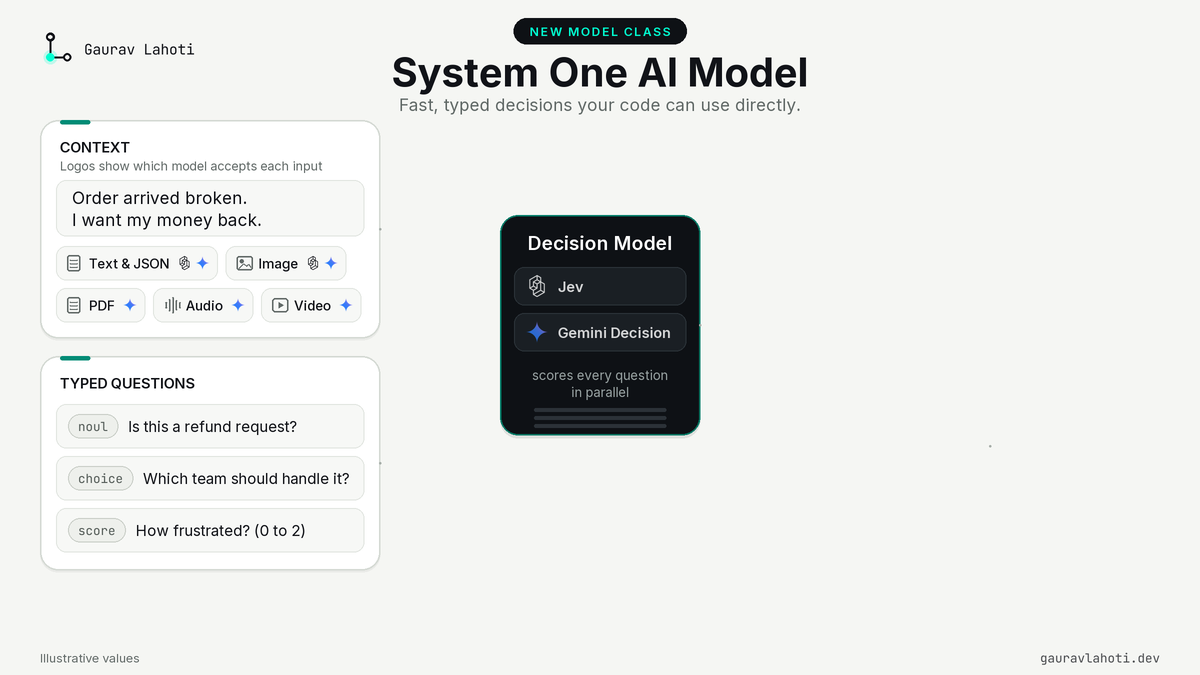 Gaurav Lahoti
NEW MODEL CLASS
System One AI Model
Fast, typed decisions your code can use directly.
CONTEXT
Logos show which model accepts each input
Order arrived broken.
I want my money back.
Text & JSON
Image
PDF
Audio
Video
TYPED QUESTIONS
noul Is this a refund request?
choice Which team should handle it?
score How frustrated? (0 to 2)
Decision Model
Jev
Gemini Decision
scores every question
in parallel
Illustrative values
gauravlahoti.dev